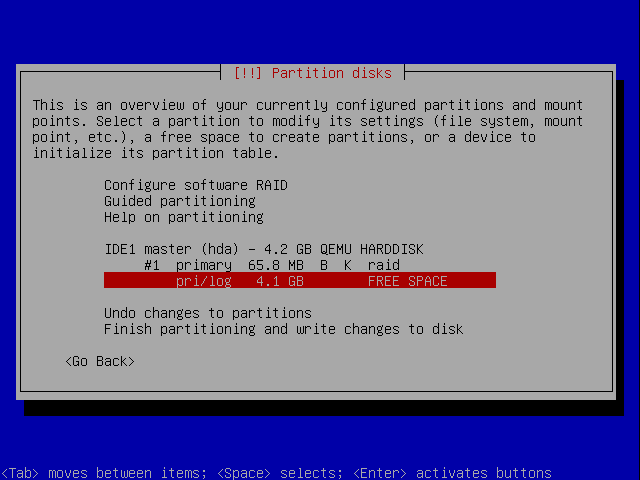 [!!] Partition disks
This is an overview of your currently configured partitions and mount
points. Select a partition to modify its settings (file system, mount
point, etc.), a free space to create partitions, or a device to
initialize its partition table.
Configure software RAID
Guided partitioning
Help on partitioning
IDE1 master (hda) - 4.2 GB QEMU HARDDISK
#1 primary 65.8 MB B K raid
pri/log 4.1 GB FREE SPACE
Undo changes to partitions
Finish partitioning and write changes to disk
<Go Back>
<Tab> moves between items; <Space> selects; <Enter> activates buttons